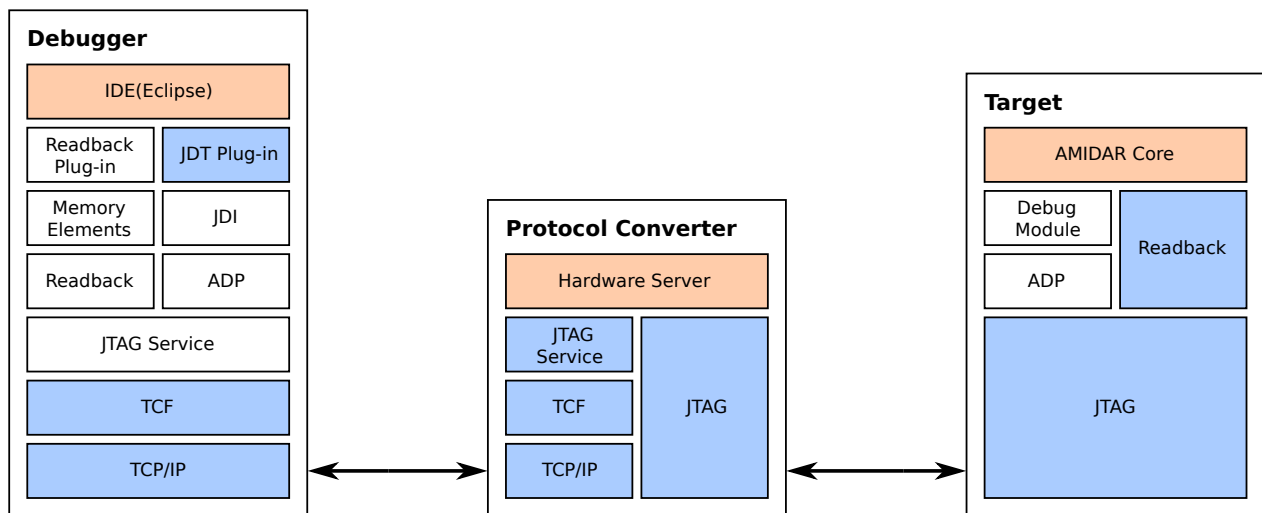 Debugger
IDE(Eclipse)
Readback
Plug-in
JDT Plug-in
Memory
Elements
JDI
Readback
ADP
JTAG Service
TCF
TCP/IP
Protocol Converter
Hardware Server
JTAG
Service
TCF
TCP/IP
JTAG
Target
AMIDAR Core
Debug
Module
ADP
Readback
JTAG